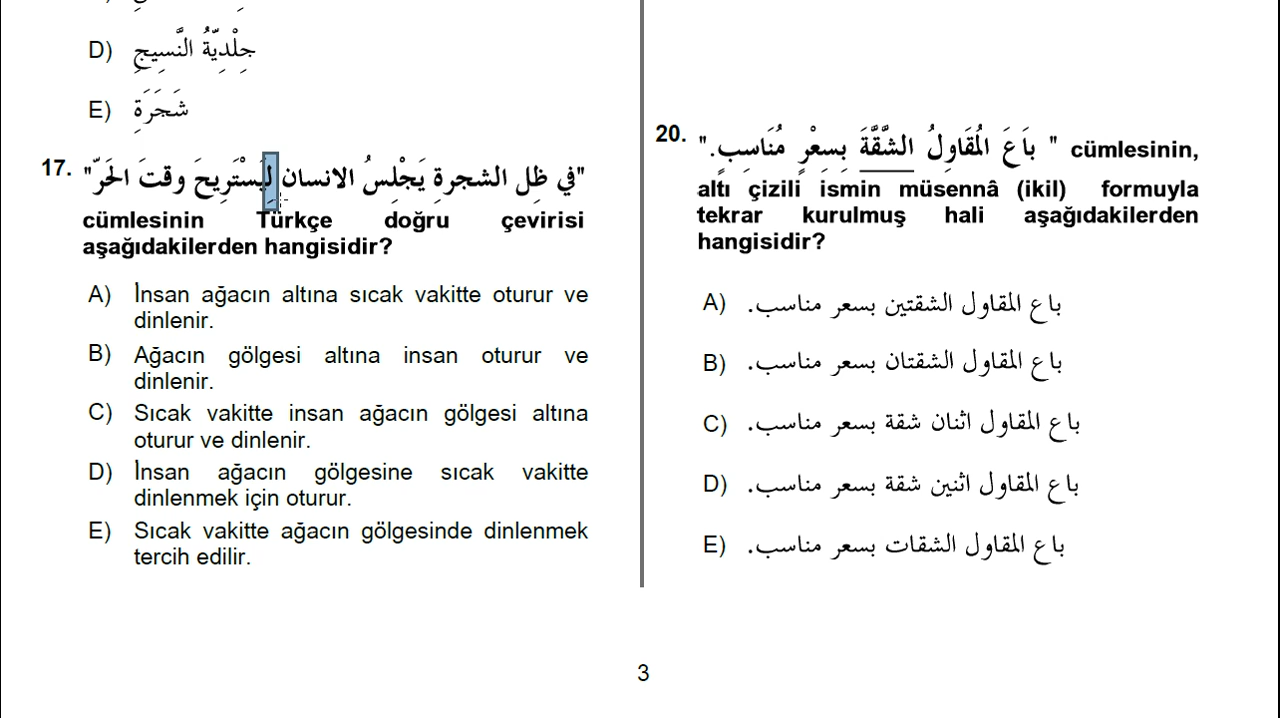 D) جِلْدِيَّةُ النَّسِيجِ
E) شَجَرَةِ
17. "في ظِل الشجرةِ يَجْلِسُ الانسان لِيَسْتَرِيحَ وقتَ الحَرّ"
cümlesinin Türkçe doğru çevirisi
aşağıdakilerden hangisidir?
A) İnsan ağacın altına sıcak vakitte oturur ve
dinlenir.
B) Ağacın gölgesi altına insan oturur ve
dinlenir.
C) Sıcak vakitte insan ağacın gölgesi altına
oturur ve dinlenir.
D) İnsan ağacın gölgesine sıcak vakitte
dinlenmek için oturur.
E) Sıcak vakitte ağacın gölgesinde dinlenmek
tercih edilir.
20. " بَاعَ المُقَاوِلُ الشَّقَّةَ بِسِعْرٍ مُنَاسِبٍ." cümlesinin,
altı çizili ismin müsennâ (ikil) formuyla
tekrar kurulmuş hali aşağıdakilerden
hangisidir?
A) باع المقاول الشقتين بسعر مناسب.
B) باع المقاول الشقتان بسعر مناسب.
C) باع المقاول اثنان شقة بسعر مناسب.
D) باع المقاول اثنين شقة بسعر مناسب.
E) باع المقاول الشقات بسعر مناسب.
3